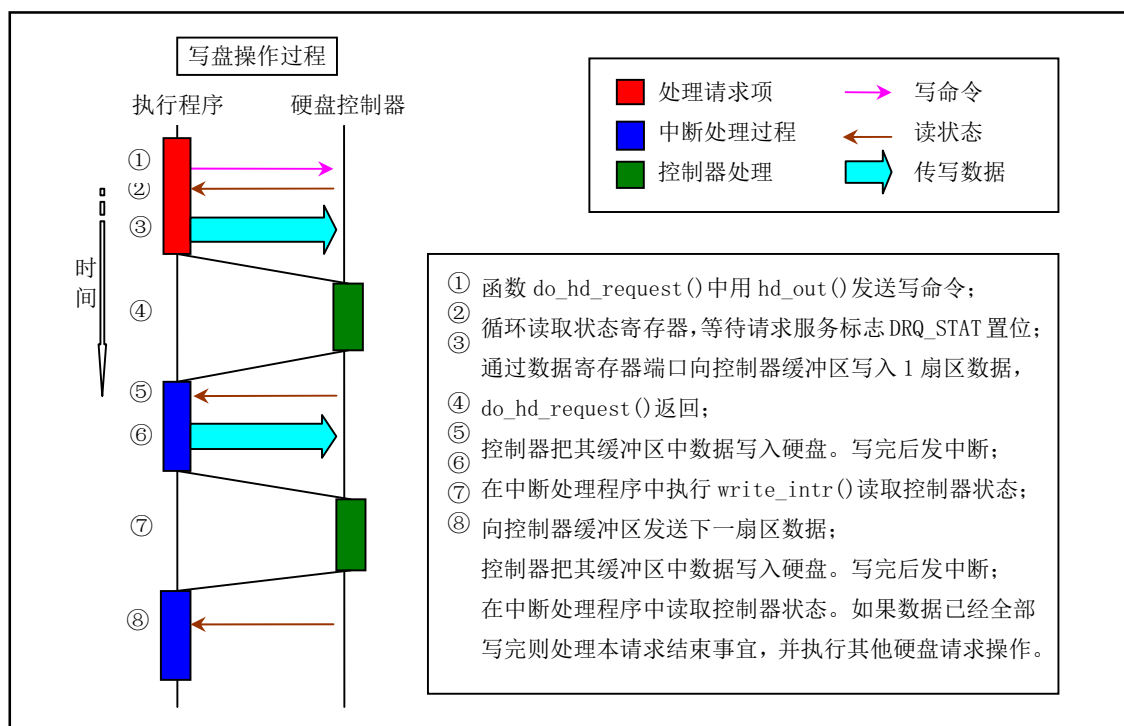 写盘操作过程
执行程序 硬盘控制器
①
②
③
时
间
④
⑤
⑥
⑦
⑧
处理请求项 写命令
中断处理过程 读状态
控制器处理 传写数据
① 函数 do_hd_request()中用 hd_out()发送写命令；
② 循环读取状态寄存器，等待请求服务标志 DRQ_STAT 置位；
③ 通过数据寄存器端口向控制器缓冲区写入 1 扇区数据，
④ do_hd_request()返回；
⑤ 控制器把其缓冲区中数据写入硬盘。写完后发中断；
⑥
⑦ 在中断处理程序中执行 write_intr()读取控制器状态；
⑧ 向控制器缓冲区发送下一扇区数据；
控制器把其缓冲区中数据写入硬盘。写完后发中断；
在中断处理程序中读取控制器状态。如果数据已经全部
写完则处理本请求结束事宜，并执行其他硬盘请求操作。